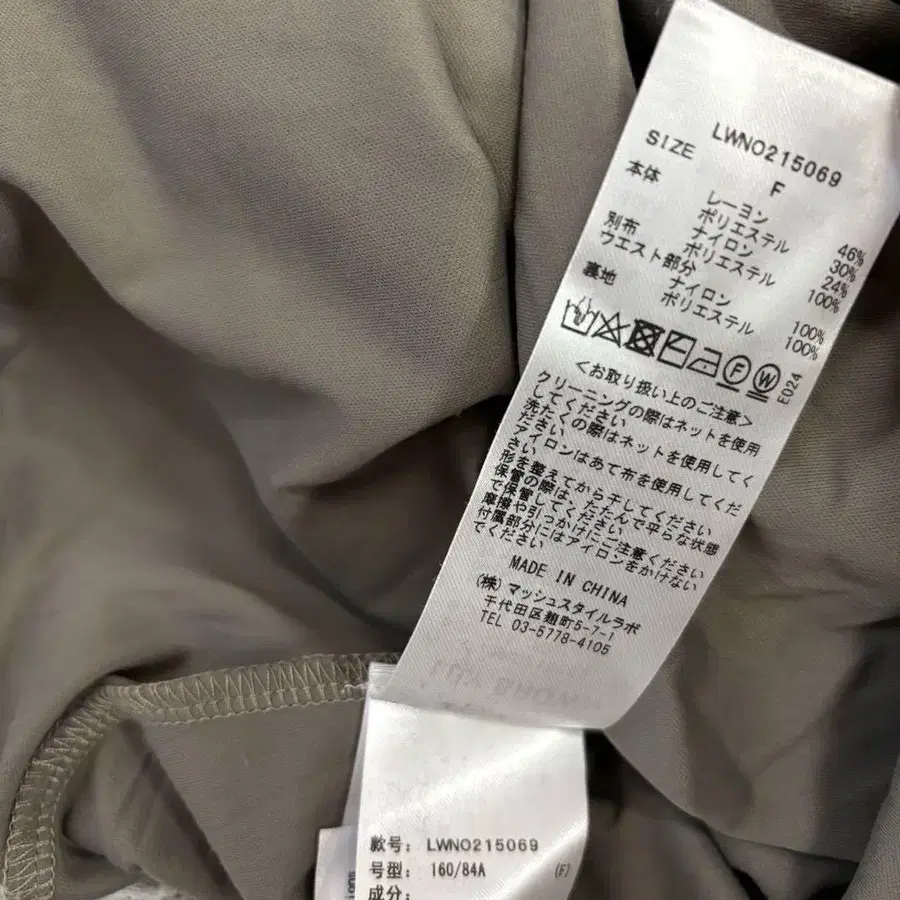 LWNO215069
SIZE F
本体 レーヨン 46%
ポリエステル 30%
ナイロン 24%
別布 ポリエステル 100%
ウエスト部分
ナイロン 100%
裏地 ポリエステル 100%
F W
E024
<お取り扱い上のご注意>
クリーニングの際はネットを使用
してください
洗たくの際はネットを使用してく
ださい
アイロンはあて布を使用してくだ
さい
形を整えてから干してください
保管の際は、たたんで平らな状態
で保管してください
摩擦や引っかけにご注意ください
付属部分にはアイロンをかけない
でください
MADE IN CHINA
(株)マッシュスタイルラボ
千代田区麹町5-7-1
TEL 03-5778-4105
款号: LWNO215069
号型: 160/84A (F)
成分: